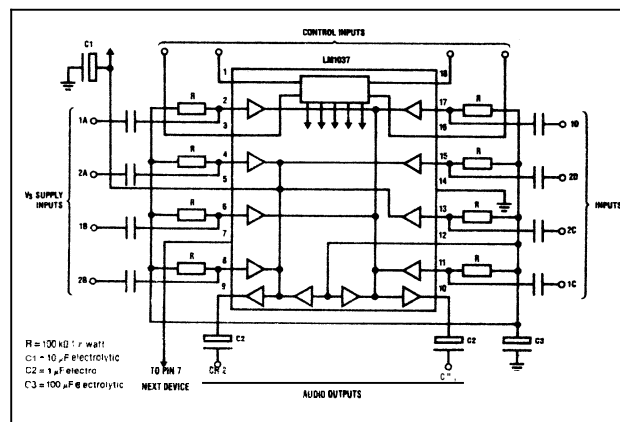 CONTROL INPUTS
C1
LM1037
1
18
R
2
17
R
3
16
1A
1D
R
4
15
R
5
14
2A
2D
VS SUPPLY
INPUTS
INPUTS
R
6
13
R
7
12
1B
2C
R
8
11
R
9
10
2B
1C
C2
C2
C3
R = 100 kΩ
watt
C1 = 10 µF electrolytic
C2 = 1 µF electro
C3 = 100 µF electrolytic
TO PIN 7
NEXT DEVICE
AUDIO OUTPUTS